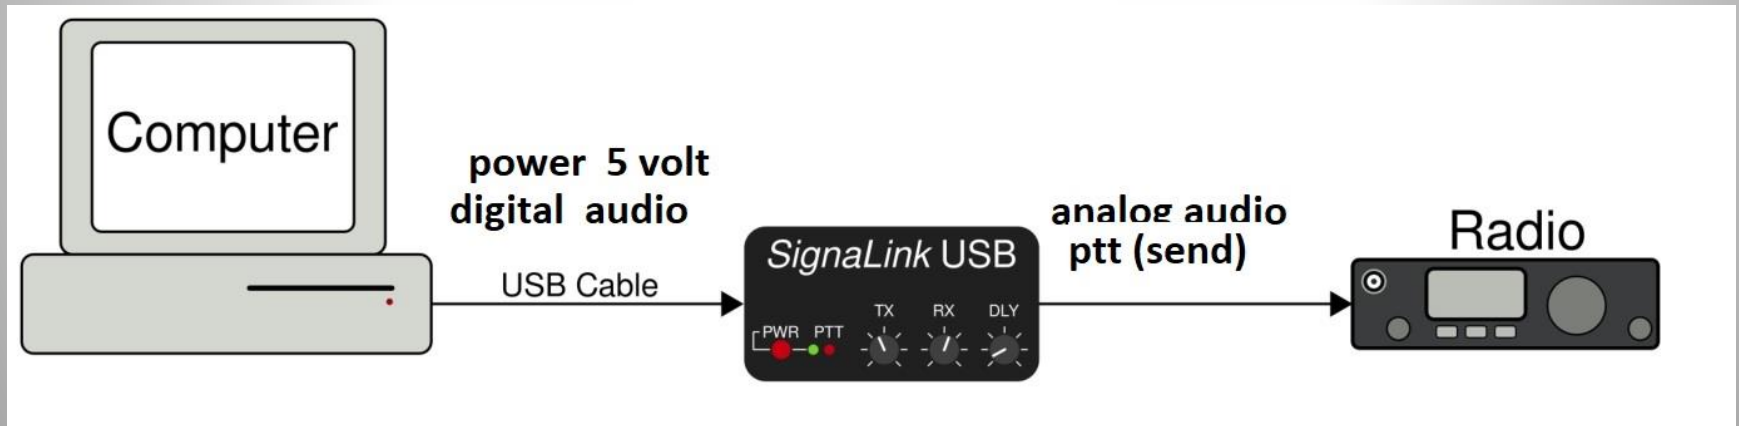 Computer
power 5 volt
digital audio
USB Cable
SignaLink USB
TX RX DLY
PWR PTT
analog audio
ptt (send)
Radio